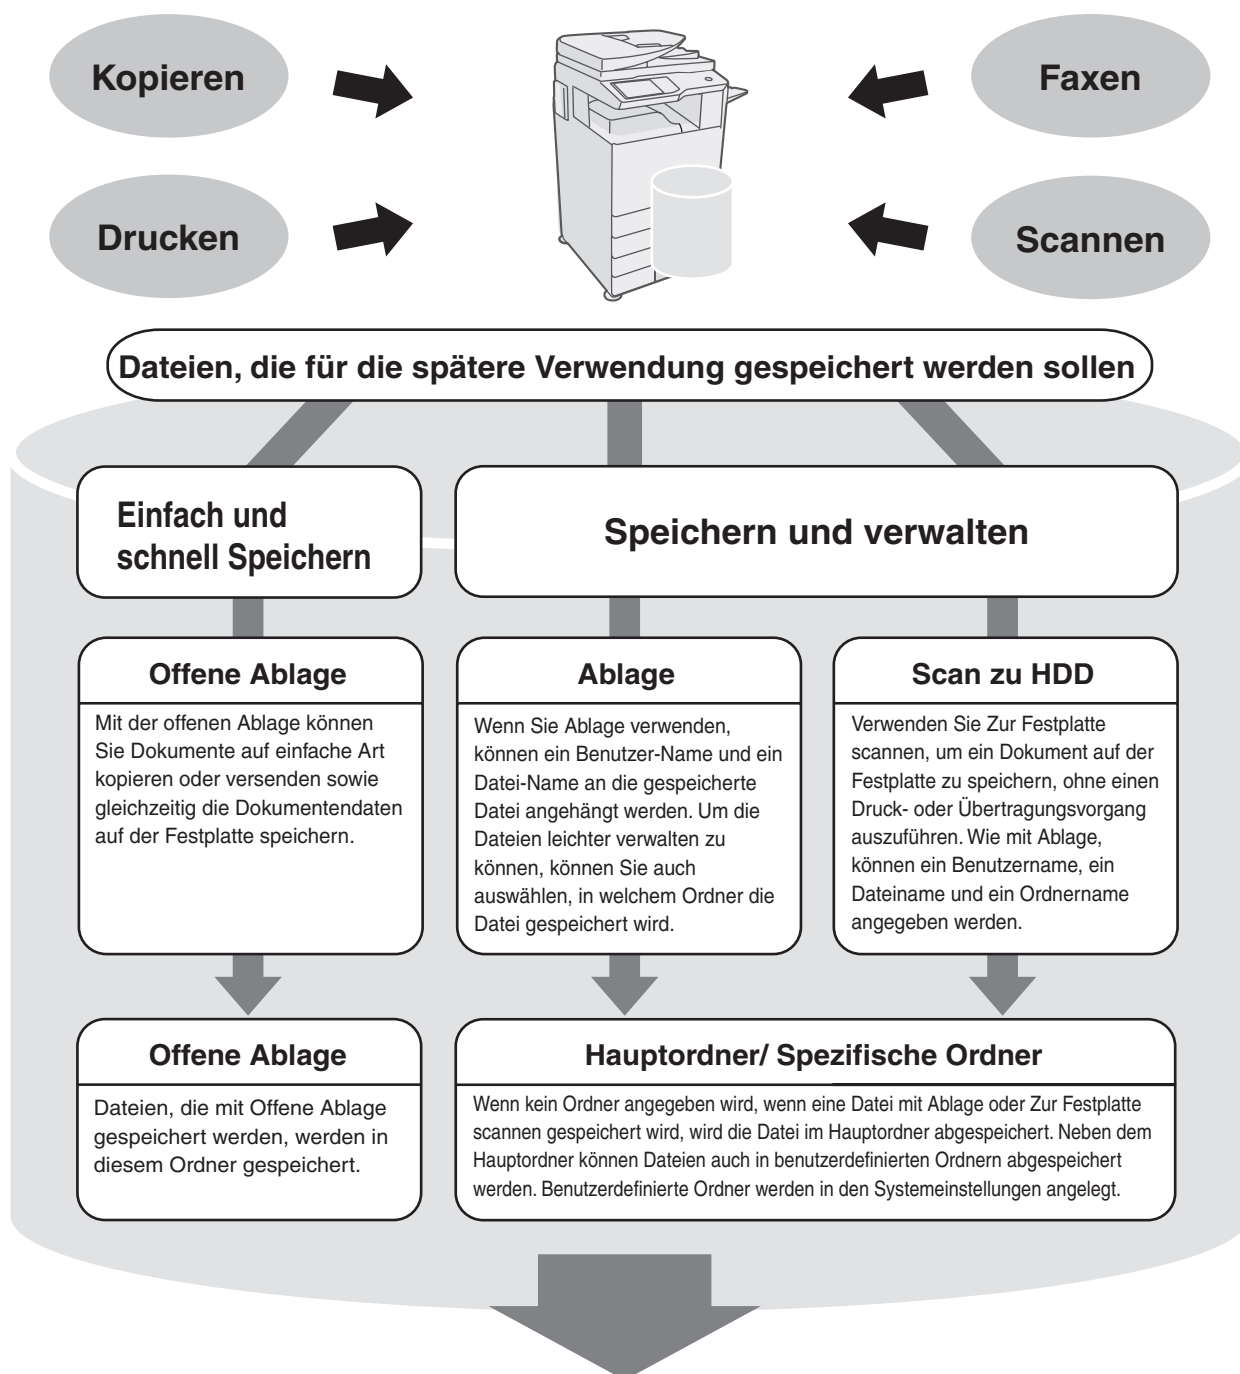 Kopieren
Faxen
Drucken
Scannen
Dateien, die für die spätere Verwendung gespeichert werden sollen
Einfach und
schnell Speichern
Speichern und verwalten
Offene Ablage
Mit der offenen Ablage können
Sie Dokumente auf einfache Art
kopieren oder versenden sowie
gleichzeitig die Dokumentendaten
auf der Festplatte speichern.
Ablage
Wenn Sie Ablage verwenden,
können ein Benutzer-Name und ein
Datei-Name an die gespeicherte
Datei angehängt werden. Um die
Dateien leichter verwalten zu
können, können Sie auch
auswählen, in welchem Ordner die
Datei gespeichert wird.
Scan zu HDD
Verwenden Sie Zur Festplatte
scannen, um ein Dokument auf der
Festplatte zu speichern, ohne einen
Druck- oder Übertragungsvorgang
auszuführen. Wie mit Ablage,
können ein Benutzername, ein
Dateiname und ein Ordnername
angegeben werden.
Offene Ablage
Dateien, die mit Offene Ablage
gespeichert werden, werden in
diesem Ordner gespeichert.
Hauptordner/ Spezifische Ordner
Wenn kein Ordner angegeben wird, wenn eine Datei mit Ablage oder Zur Festplatte
scannen gespeichert wird, wird die Datei im Hauptordner abgespeichert. Neben dem
Hauptordner können Dateien auch in benutzerdefinierten Ordnern abgespeichert
werden. Benutzerdefinierte Ordner werden in den Systemeinstellungen angelegt.